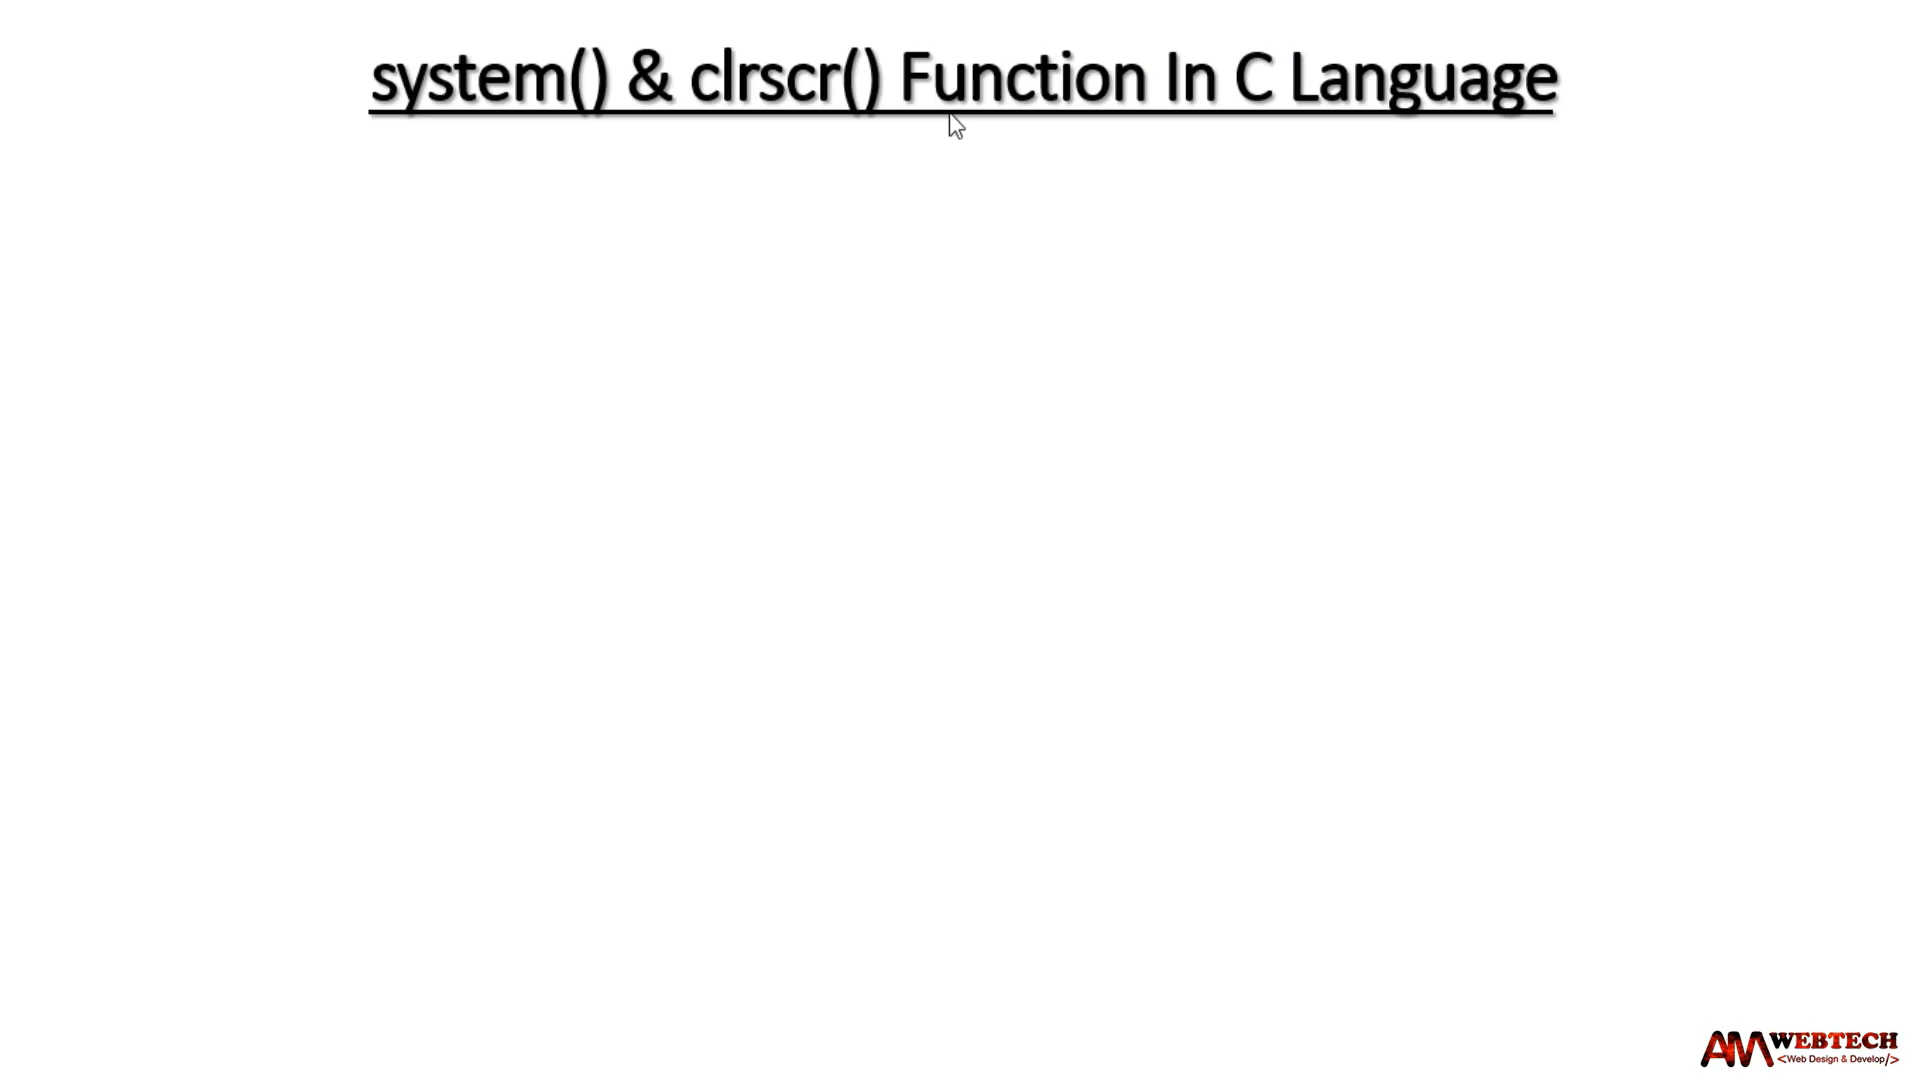 system() & clrscr() Function In C Language
AM WEBTECH
<Web Design & Develop/>